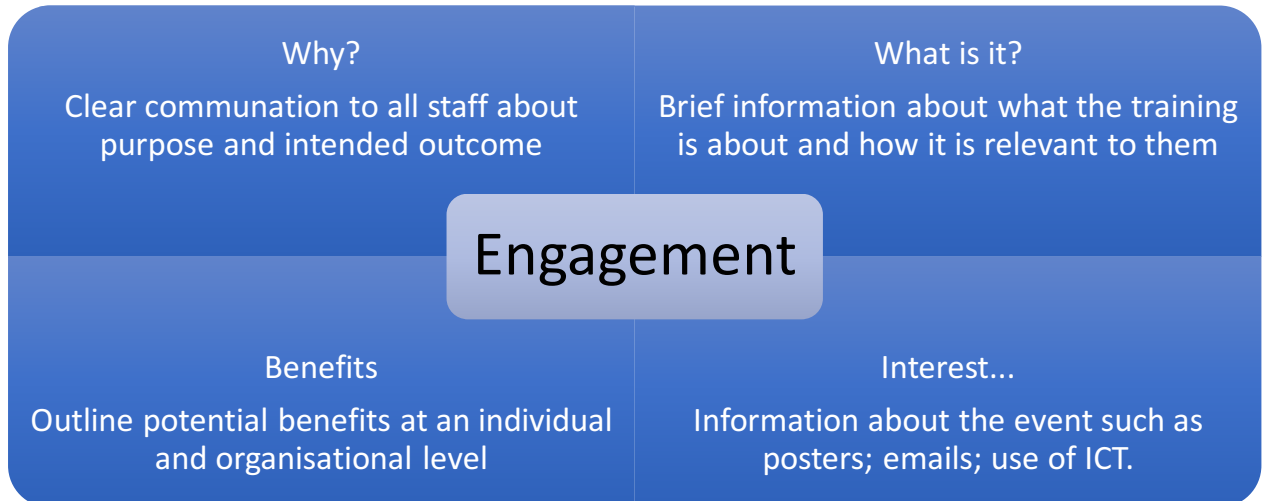 Why?
Clear communation to all staff about
purpose and intended outcome
What is it?
Brief information about what the training
is about and how it is relevant to them
Engagement
Benefits
Outline potential benefits at an individual
and organisational level
Interest...
Information about the event such as
posters; emails; use of ICT.